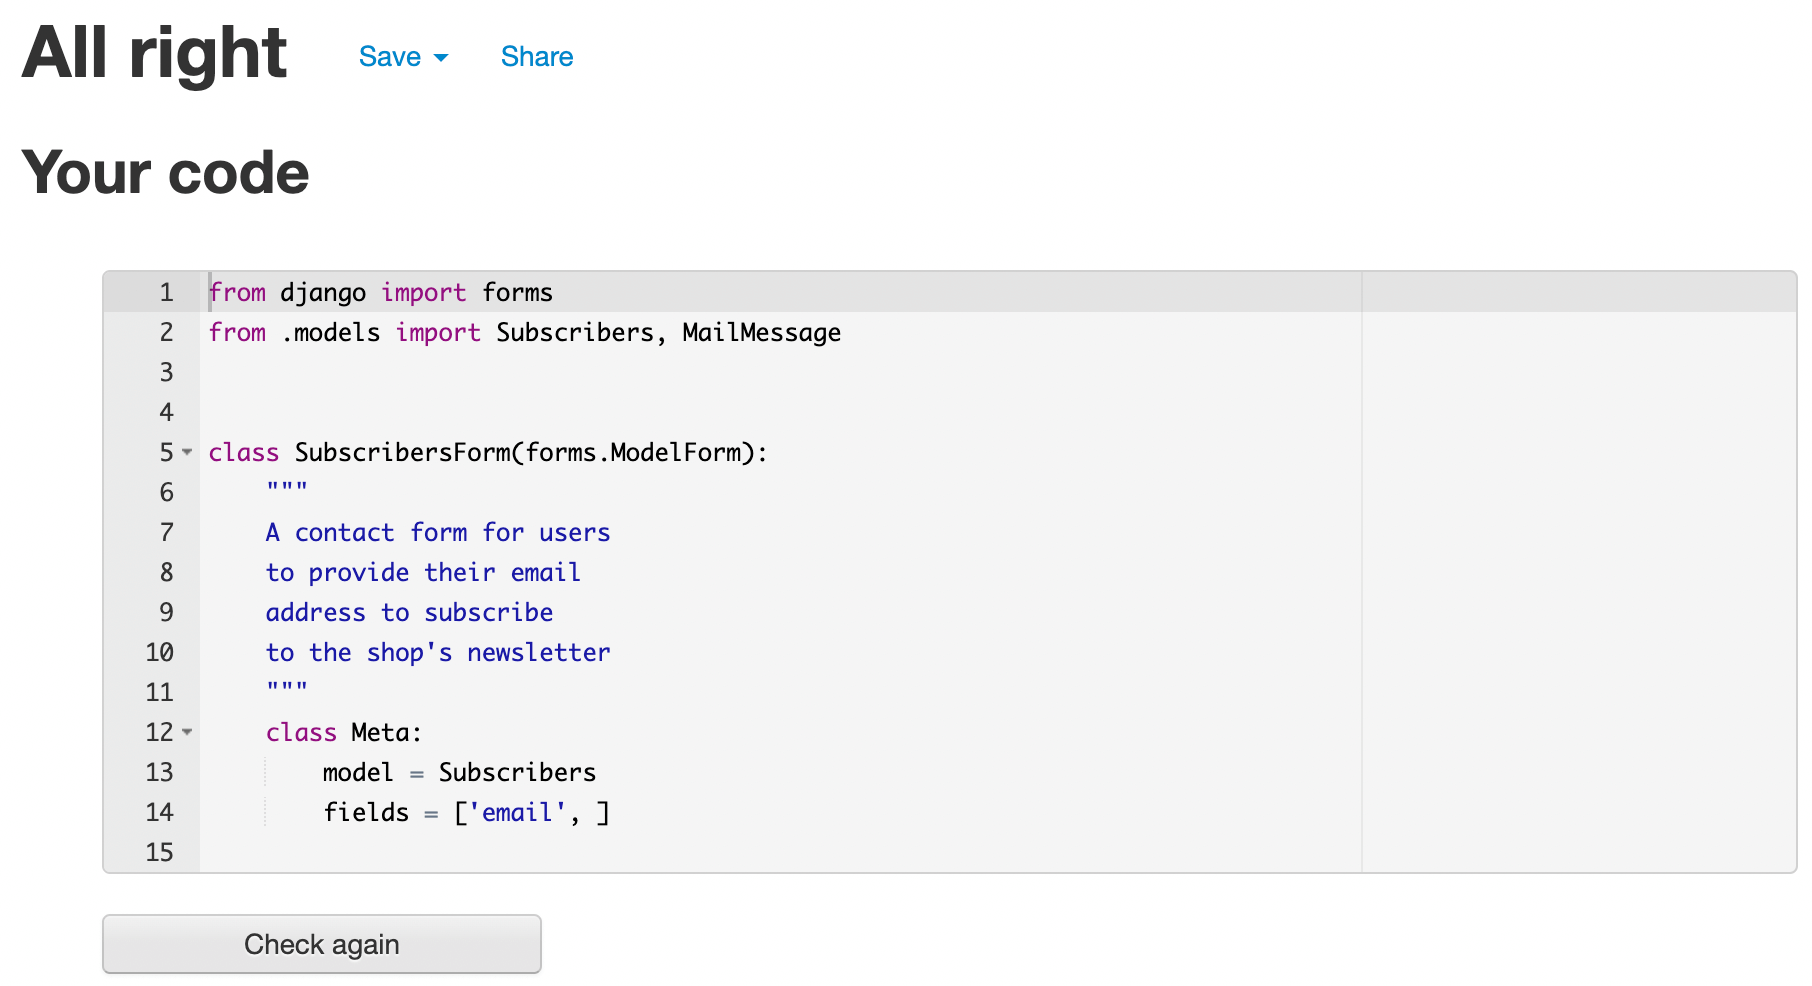 All right Save Share
Your code
1 from django import forms
2 from .models import Subscribers, MailMessage
3
4
5 class SubscribersForm(forms.ModelForm):
6     """
7     A contact form for users
8     to provide their email
9     address to subscribe
10     to the shop's newsletter
11     """
12     class Meta:
13         model = Subscribers
14         fields = ['email', ]
15
Check again